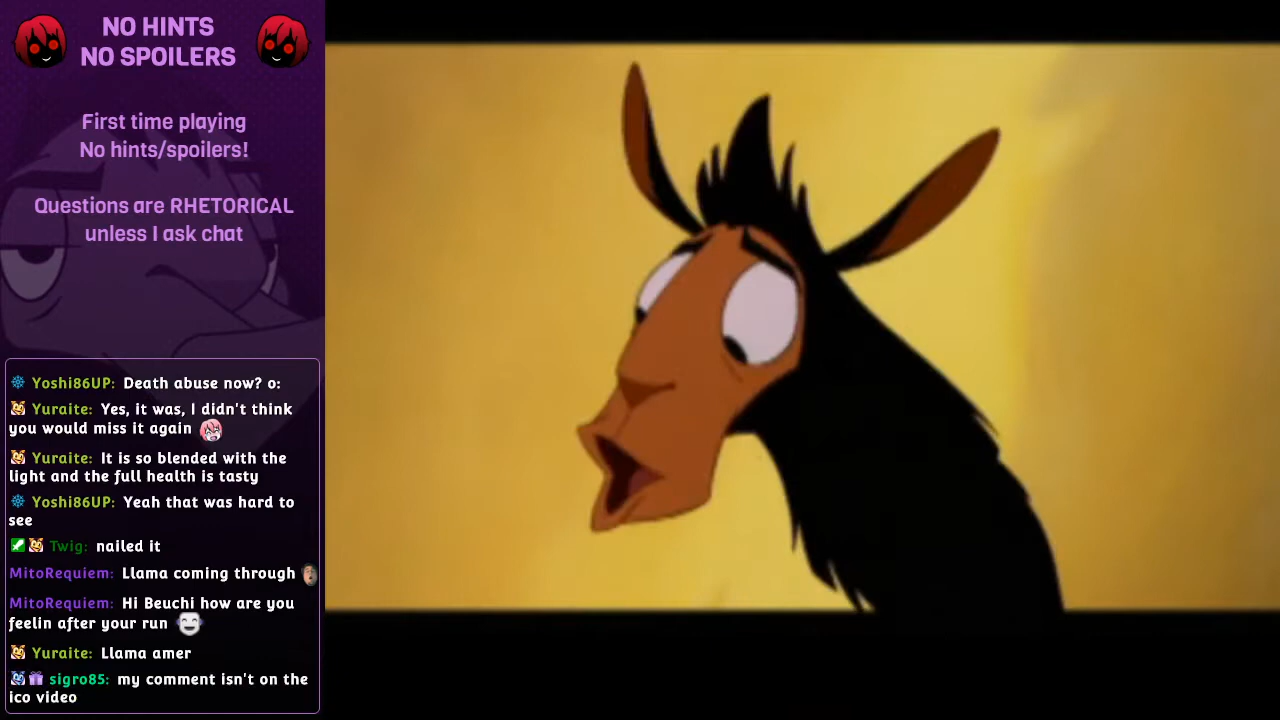 NO HINTS
NO SPOILERS
First time playing
No hints/spoilers!
Questions are RHETORICAL
unless I ask chat
Yoshi86UP: Death abuse now? o:
Yuraite: Yes, it was, I didn't think
you would miss it again
Yuraite: It is so blended with the
light and the full health is tasty
Yoshi86UP: Yeah that was hard to
see
Twig: nailed it
MitoRequiem: Llama coming through
MitoRequiem: Hi Beuchi how are you
feelin after your run
Yuraite: Llama amer
sigro85: my comment isn't on the
ico video